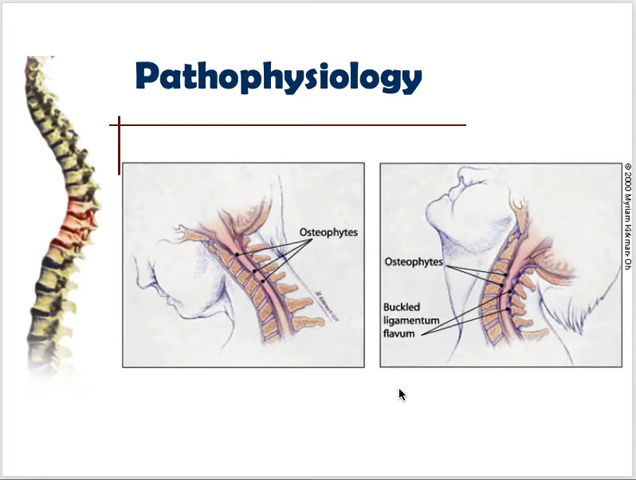 Pathophysiology
Osteophytes
Osteophytes
Buckled
ligamentum
flavum
© 2000 Myriam Kirkman-Oh